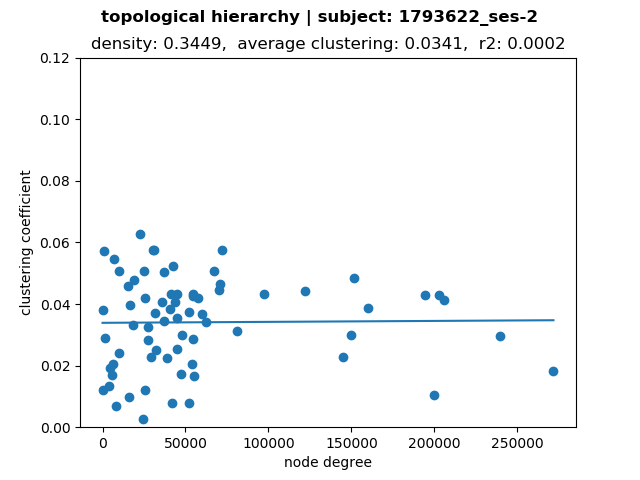 topological hierarchy | subject: 1793622_ses-2
density: 0.3449,  average clustering: 0.0341,  r2: 0.0002
0.12
0.10
0.08
0.06
0.04
0.02
0.00
clustering coefficient
0 50000 100000 150000 200000 250000
node degree